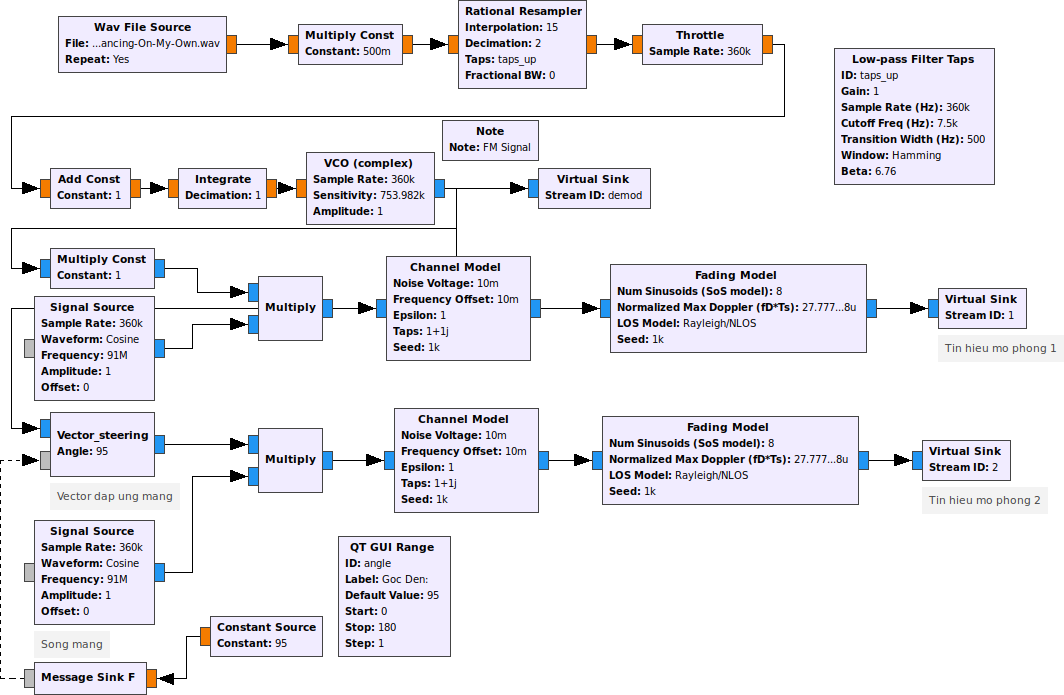 Wav File Source
File: ...ancing-On-My-Own.wav
Repeat: Yes
Multiply Const
Constant: 500m
Rational Resampler
Interpolation: 15
Decimation: 2
Taps: taps_up
Fractional BW: 0
Throttle
Sample Rate: 360k
Low-pass Filter Taps
ID: taps_up
Gain: 1
Sample Rate (Hz): 360k
Cutoff Freq (Hz): 7.5k
Transition Width (Hz): 500
Window: Hamming
Beta: 6.76
Note
Note: FM Signal
Add Const
Constant: 1
Integrate
Decimation: 1
VCO (complex)
Sample Rate: 360k
Sensitivity: 753.982k
Amplitude: 1
Virtual Sink
Stream ID: demod
Multiply Const
Constant: 1
Signal Source
Sample Rate: 360k
Waveform: Cosine
Frequency: 91M
Amplitude: 1
Offset: 0
Multiply
Channel Model
Noise Voltage: 10m
Frequency Offset: 10m
Epsilon: 1
Taps: 1+1j
Seed: 1k
Fading Model
Num Sinusoids (SoS model): 8
Normalized Max Doppler (fD*Ts): 27.777...8u
LOS Model: Rayleigh/NLOS
Seed: 1k
Virtual Sink
Stream ID: 1
Tin hieu mo phong 1
Vector_steering
Angle: 95
Vector dap ung mang
Multiply
Channel Model
Noise Voltage: 10m
Frequency Offset: 10m
Epsilon: 1
Taps: 1+1j
Seed: 1k
Fading Model
Num Sinusoids (SoS model): 8
Normalized Max Doppler (fD*Ts): 27.777...8u
LOS Model: Rayleigh/NLOS
Seed: 1k
Virtual Sink
Stream ID: 2
Tin hieu mo phong 2
Signal Source
Sample Rate: 360k
Waveform: Cosine
Frequency: 91M
Amplitude: 1
Offset: 0
Song mang
QT GUI Range
ID: angle
Label: Goc Den:
Default Value: 95
Start: 0
Stop: 180
Step: 1
Constant Source
Constant: 95
Message Sink F